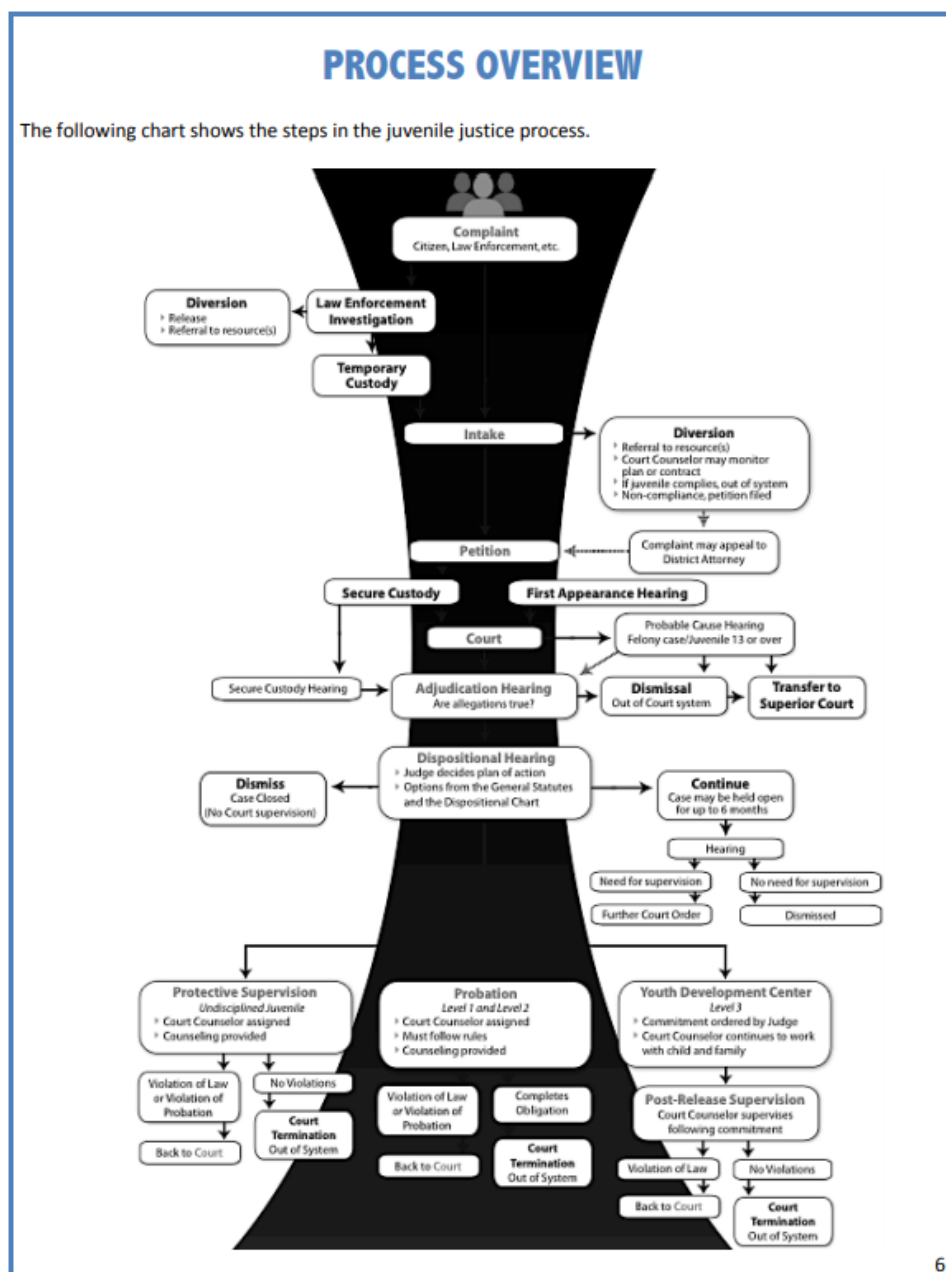 PROCESS OVERVIEW
The following chart shows the steps in the juvenile justice process.
Complaint
Citizen, Law Enforcement, etc.
Diversion
Release
Referral to resource(s)
Law Enforcement
Investigation
Temporary
Custody
Intake
Diversion
Referral to resource(s)
Court Counselor may monitor
plan or contract
If juvenile complies, out of system
Non-compliance, petition filed
Petition
Complaint may appeal to
District Attorney
Secure Custody
First Appearance Hearing
Court
Probable Cause Hearing
Felony case/Juvenile 13 or over
Secure Custody Hearing
Adjudication Hearing
Are allegations true?
Dismissal
Out of Court system
Transfer to
Superior Court
Dispositional Hearing
Judge decides plan of action
Options from the General Statutes
and the Dispositional Chart
Dismiss
Case Closed
(No Court supervision)
Continue
Case may be held open
for up to 6 months
Hearing
Need for supervision
No need for supervision
Further Court Order
Dismissed
Protective Supervision
Undisciplined Juvenile
Court Counselor assigned
Counseling provided
Violation of Law
or Violation of
Probation
No Violations
Back to Court
Court
Termination
Out of System
Probation
Level 1 and Level 2
Court Counselor assigned
Must follow rules
Counseling provided
Violation of Law
or Violation of
Probation
Completes
Obligation
Back to Court
Court
Termination
Out of System
Youth Development Center
Level 3
Commitment ordered by Judge
Court Counselor continues to work
with child and family
Post-Release Supervision
Court Counselor supervises
following commitment
Violation of Law
No Violations
Back to Court
Court
Termination
Out of System
6